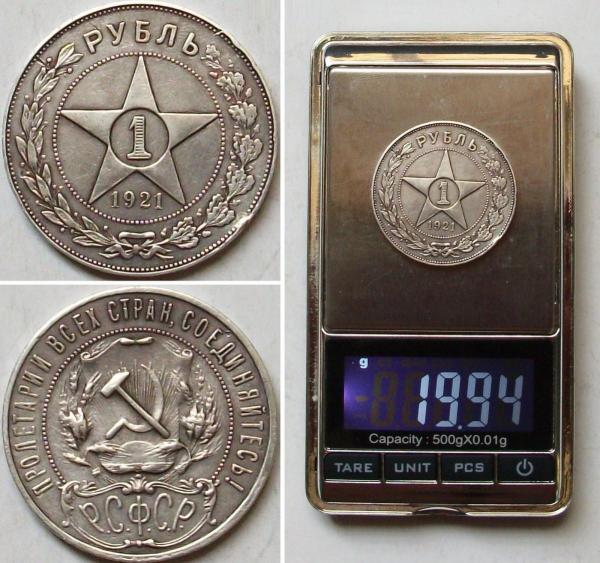 РУБЛЬ
1
1921
ПРОЛЕТАРИИ ВСЕХ СТРАН, СОЕДИНЯЙТЕСЬ!
Р.С.Ф.С.Р.
РУБЛЬ
1
1921
g
19.94
Capacity : 500gX0.01g
TARE UNIT PCS